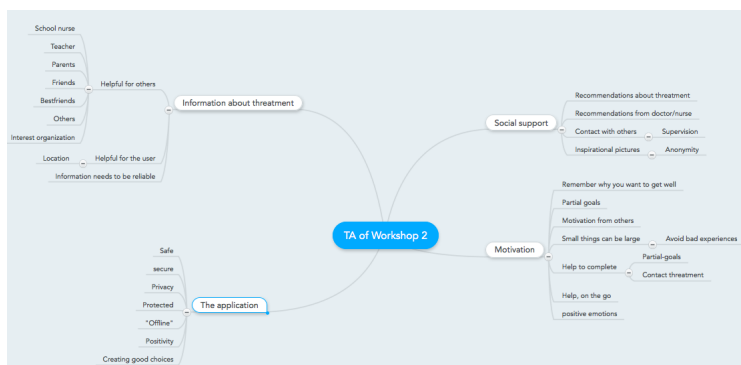 School nurse
Teacher
Parents
Friends
Bestfriends
Others
Interest organization
Helpful for others
Location
Helpful for the user
Information needs to be reliable
Information about threatment
Safe
secure
Privacy
Protected
"Offline"
Positivity
Creating good choices
The application
TA of Workshop 2
Social support
Recommendations about threatment
Recommendations from doctor/nurse
Contact with others
Supervision
Inspirational pictures
Anonymity
Motivation
Remember why you want to get well
Partial goals
Motivation from others
Small things can be large
Avoid bad experiences
Help to complete
Partial-goals
Contact threatment
Help, on the go
positive emotions